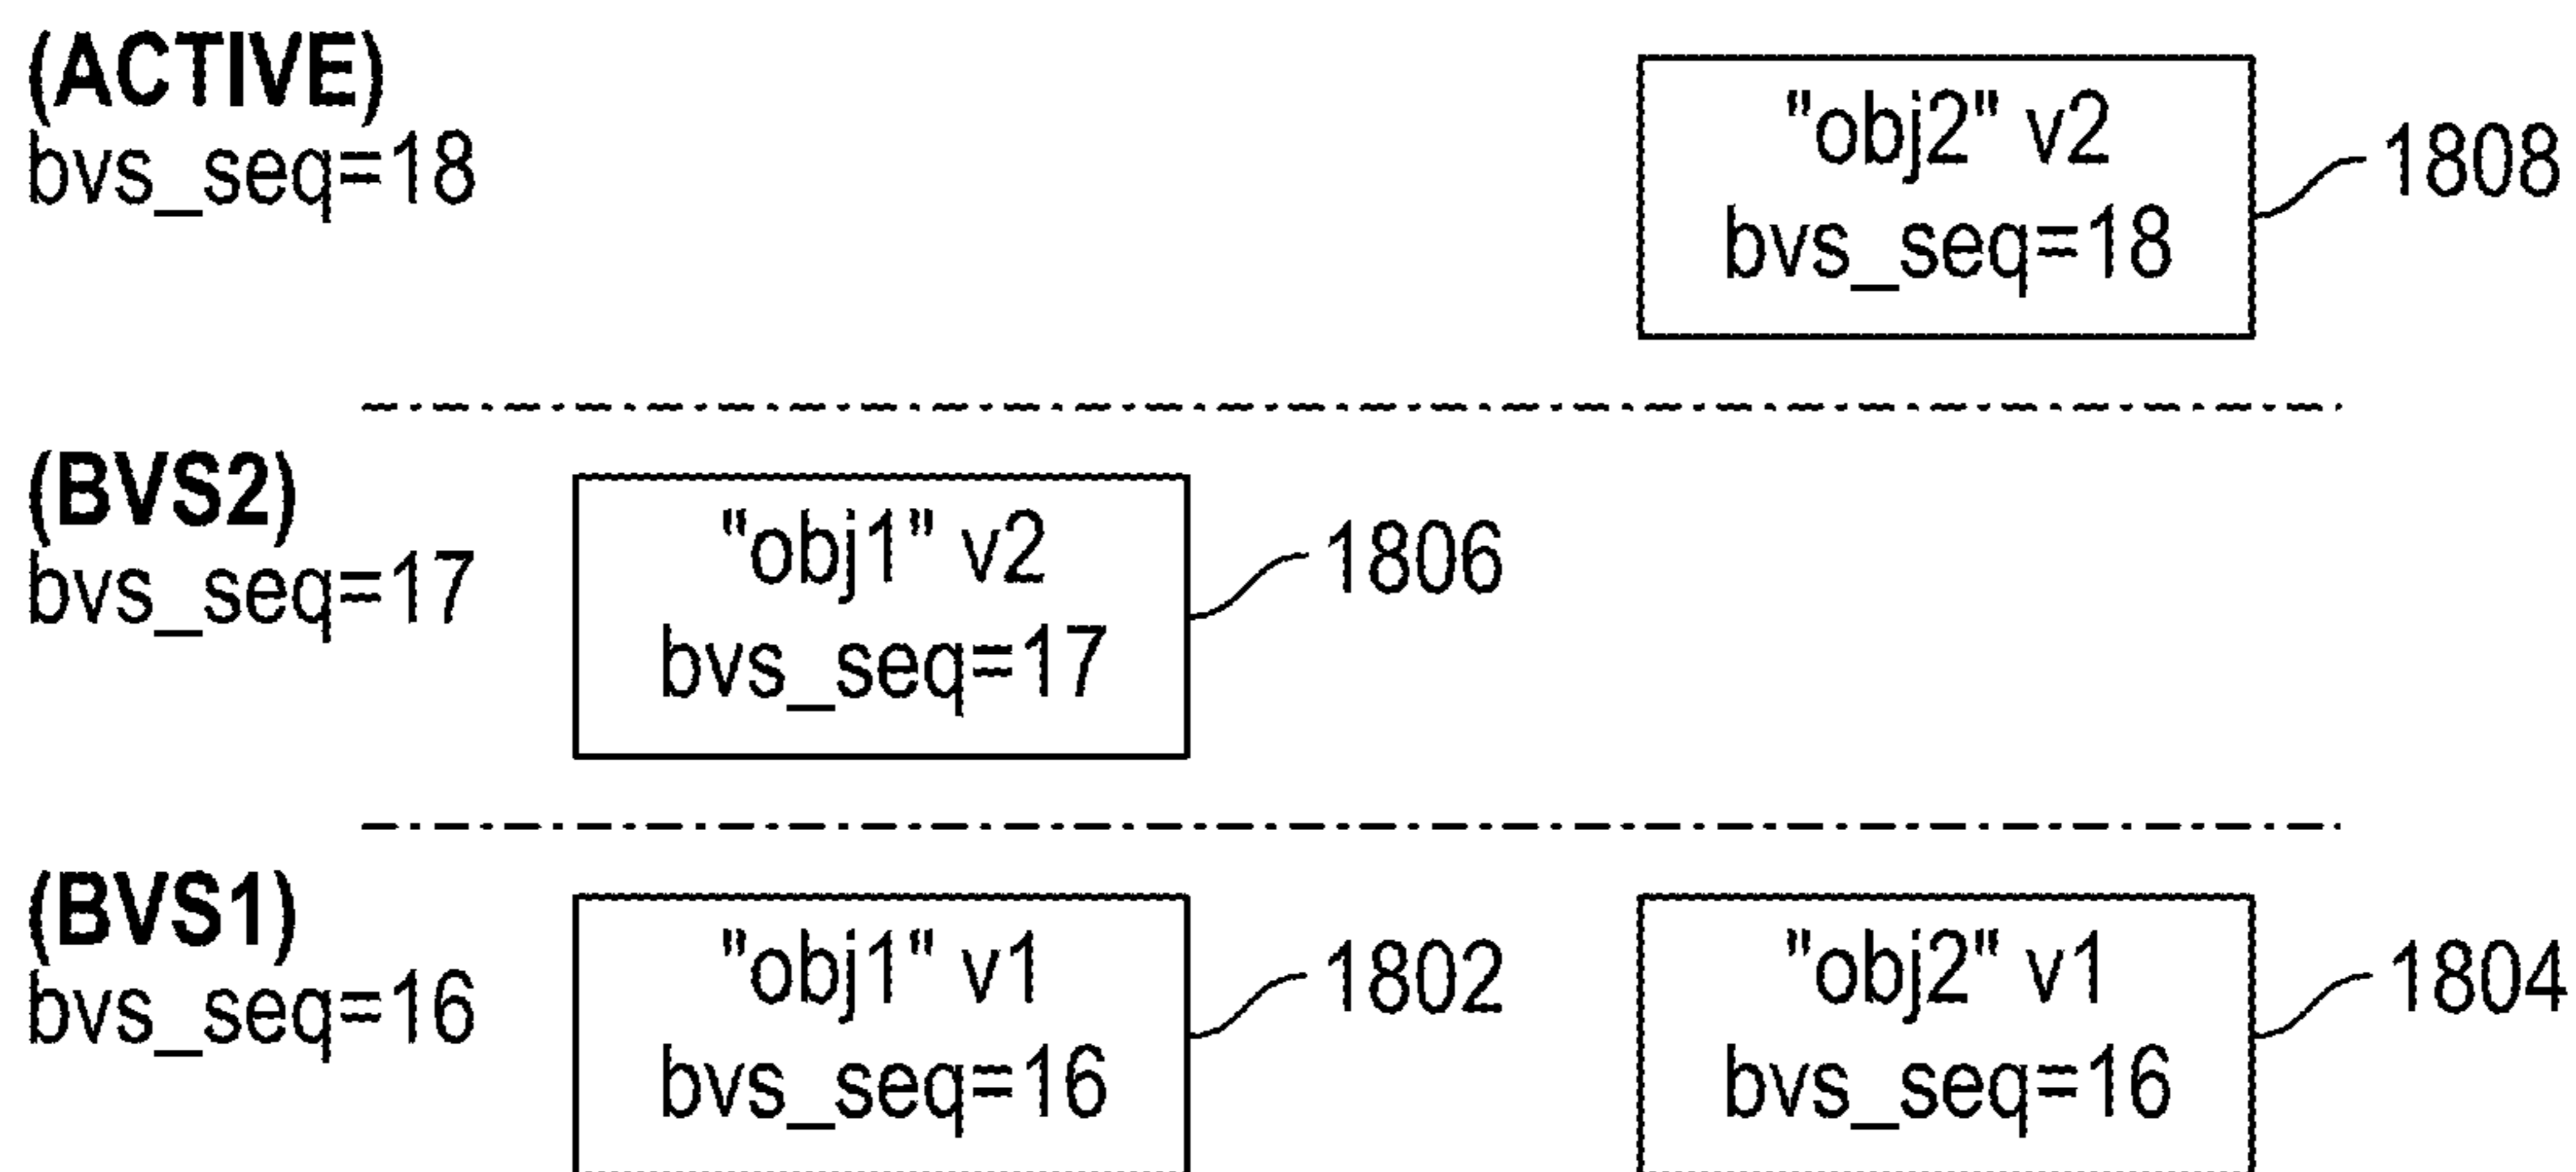 (ACTIVE)
bvs_seq=18
"obj2" v2
bvs_seq=18
1808
(BVS2)
bvs_seq=17
"obj1" v2
bvs_seq=17
1806
(BVS1)
bvs_seq=16
"obj1" v1
bvs_seq=16
1802
"obj2" v1
bvs_seq=16
1804